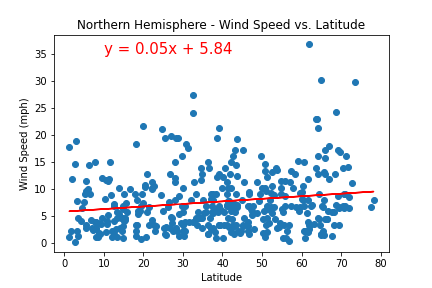 Northern Hemisphere - Wind Speed vs. Latitude
y = 0.05x + 5.84
35
30
25
20
15
10
5
0
Wind Speed (mph)
0 10 20 30 40 50 60 70 80
Latitude